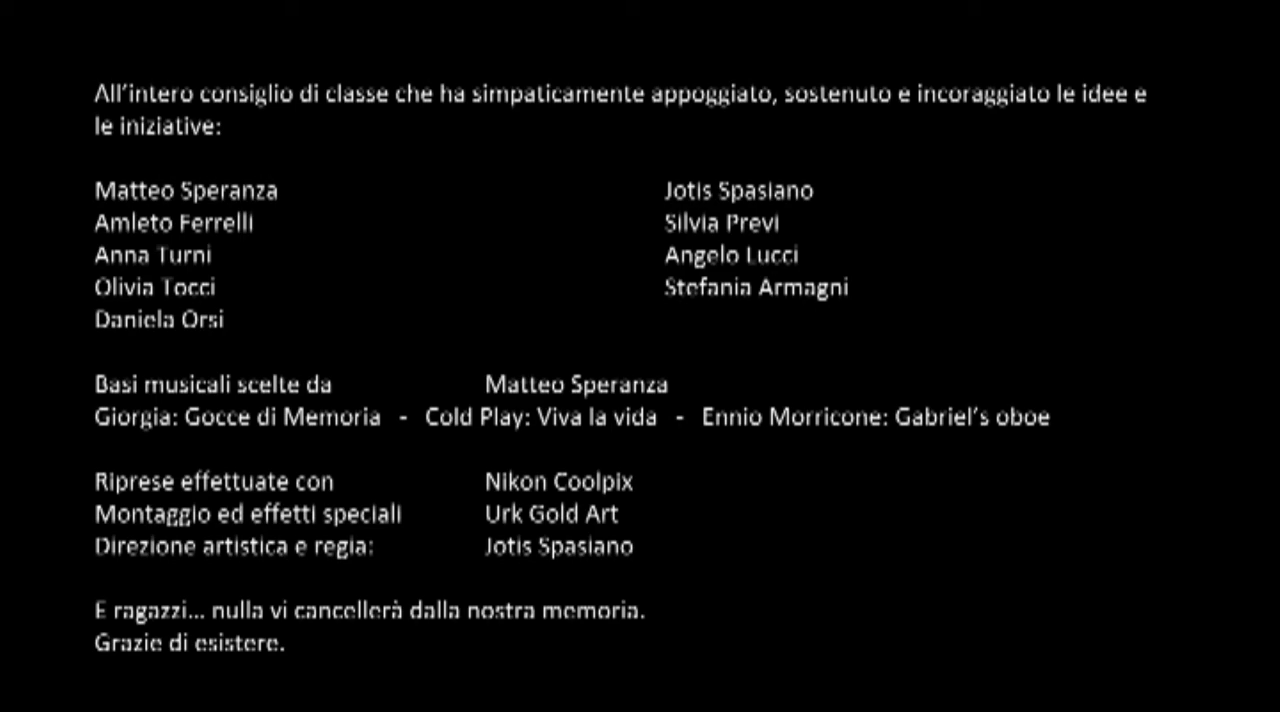 All'intero consiglio di classe che ha simpaticamente appoggiato, sostenuto e incoraggiato le idee e
le iniziative:
Matteo Speranza Jotis Spasiano
Amleto Ferrelli Silvia Previ
Anna Turni Angelo Lucci
Olivia Tocci Stefania Armagni
Daniela Orsi
Basi musicali scelte da Matteo Speranza
Giorgia: Gocce di Memoria - Cold Play: Viva la vida - Ennio Morricone: Gabriel's oboe
Riprese effettuate con Nikon Coolpix
Montaggio ed effetti speciali Urk Gold Art
Direzione artistica e regia: Jotis Spasiano
E ragazzi... nulla vi cancellerà dalla nostra memoria.
Grazie di esistere.